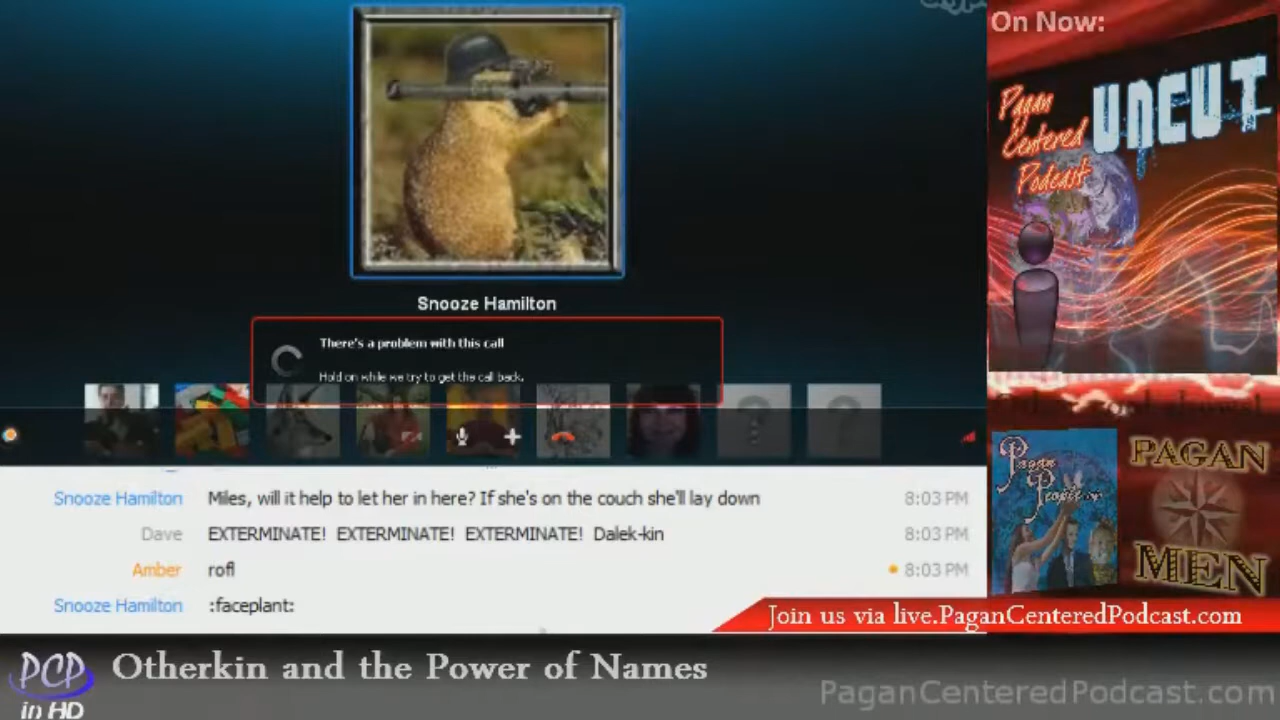 On Now:
Pagan
Centered
Podcast
UNCUT
Snooze Hamilton
There's a problem with this call
Hold on while we try to get the call back.
Snooze Hamilton Miles, will it help to let her in here? If she's on the couch she'll lay down 8:03 PM
Dave EXTERMINATE! EXTERMINATE! EXTERMINATE! Dalek-kin 8:03 PM
Amber rofl 8:03 PM
Snooze Hamilton :faceplant:
Pagan
People
PAGAN
MEN
Join us via live.PaganCenteredPodcast.com
PCP
in HD
Otherkin and the Power of Names
PaganCenteredPodcast.com